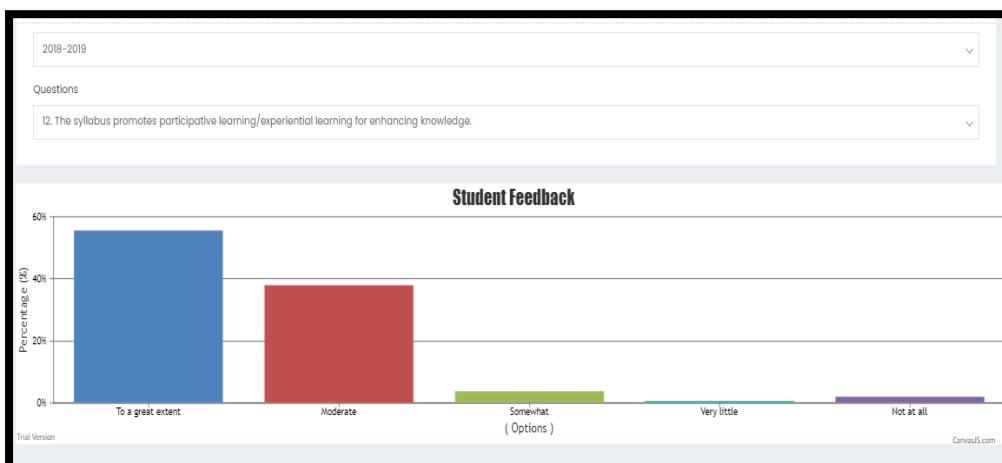 2018-2019
Questions
12. The syllabus promotes participative learning/experiential learning for enhancing knowledge.
Student Feedback
60%
40%
20%
0%
Percentage (%)
To a great extent
Moderate
Somewhat
Very little
Not at all
( Options )
Trial Version
CanvasJS.com